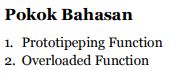 Pokok Bahasan
1. Prototipeping Function
2. Overloaded Function